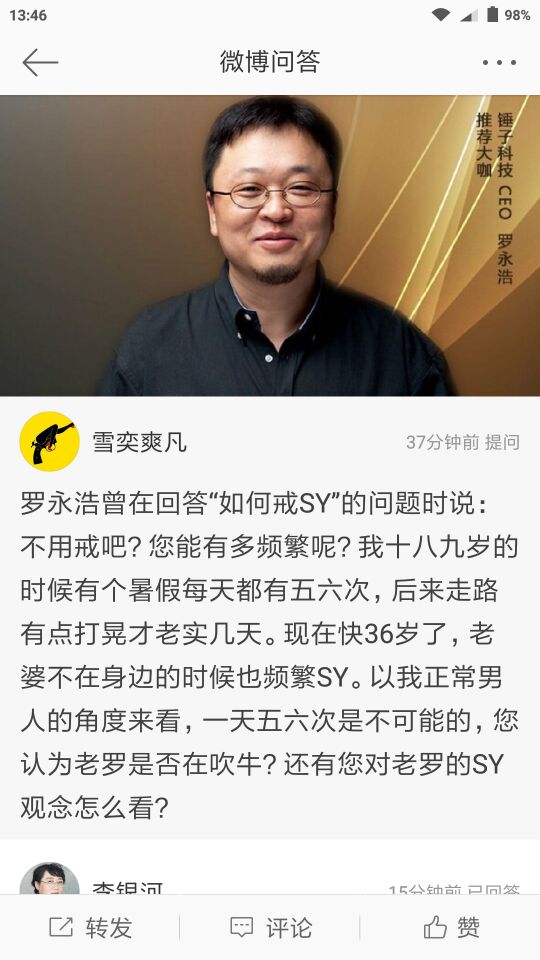 13:46
98%
微博问答
锤子科技 CEO 罗永浩
推荐大咖
雪奕爽凡
37分钟前 提问
罗永浩曾在回答“如何戒SY”的问题时说：
不用戒吧？您能有多频繁呢？我十八九岁的
时候有个暑假每天都有五六次，后来走路
有点打晃才老实几天。现在快36岁了，老
婆不在身边的时候也频繁SY。以我正常男
人的角度来看，一天五六次是不可能的，您
认为老罗是否在吹牛？还有您对老罗的SY
观念怎么看？
李银河
15分钟前 已回答
转发
评论
赞